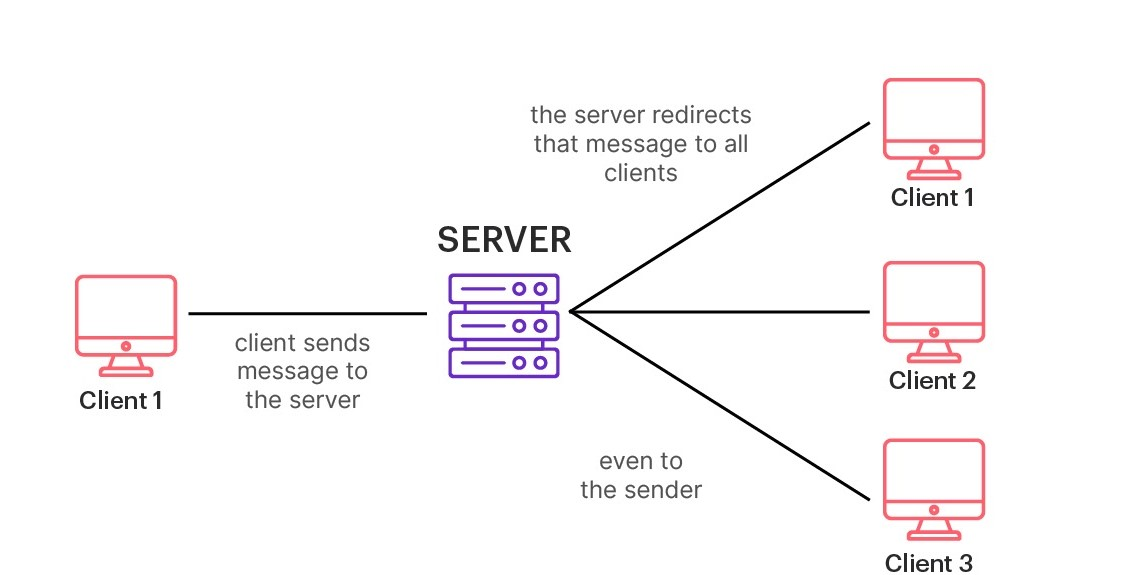 the server redirects
that message to all
clients
Client 1
SERVER
client sends
message to
the server
Client 1
Client 2
even to
the sender
Client 3